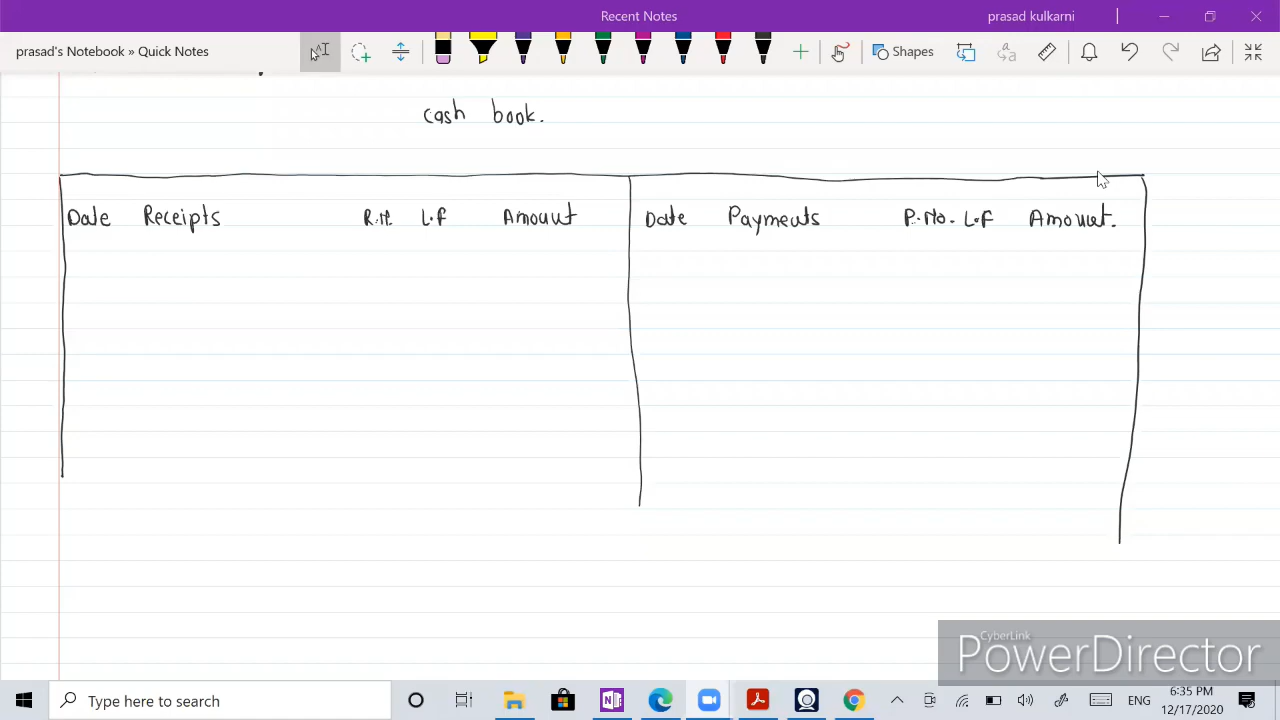 Recent Notes
prasad kulkarni
prasad's Notebook » Quick Notes
Shapes
cash book.
Date Receipts R.N. L.F Amount Date Payments P.No. L.F Amount.
CyberLink
PowerDirector
Type here to search
ENG
6:35 PM
12/17/2020